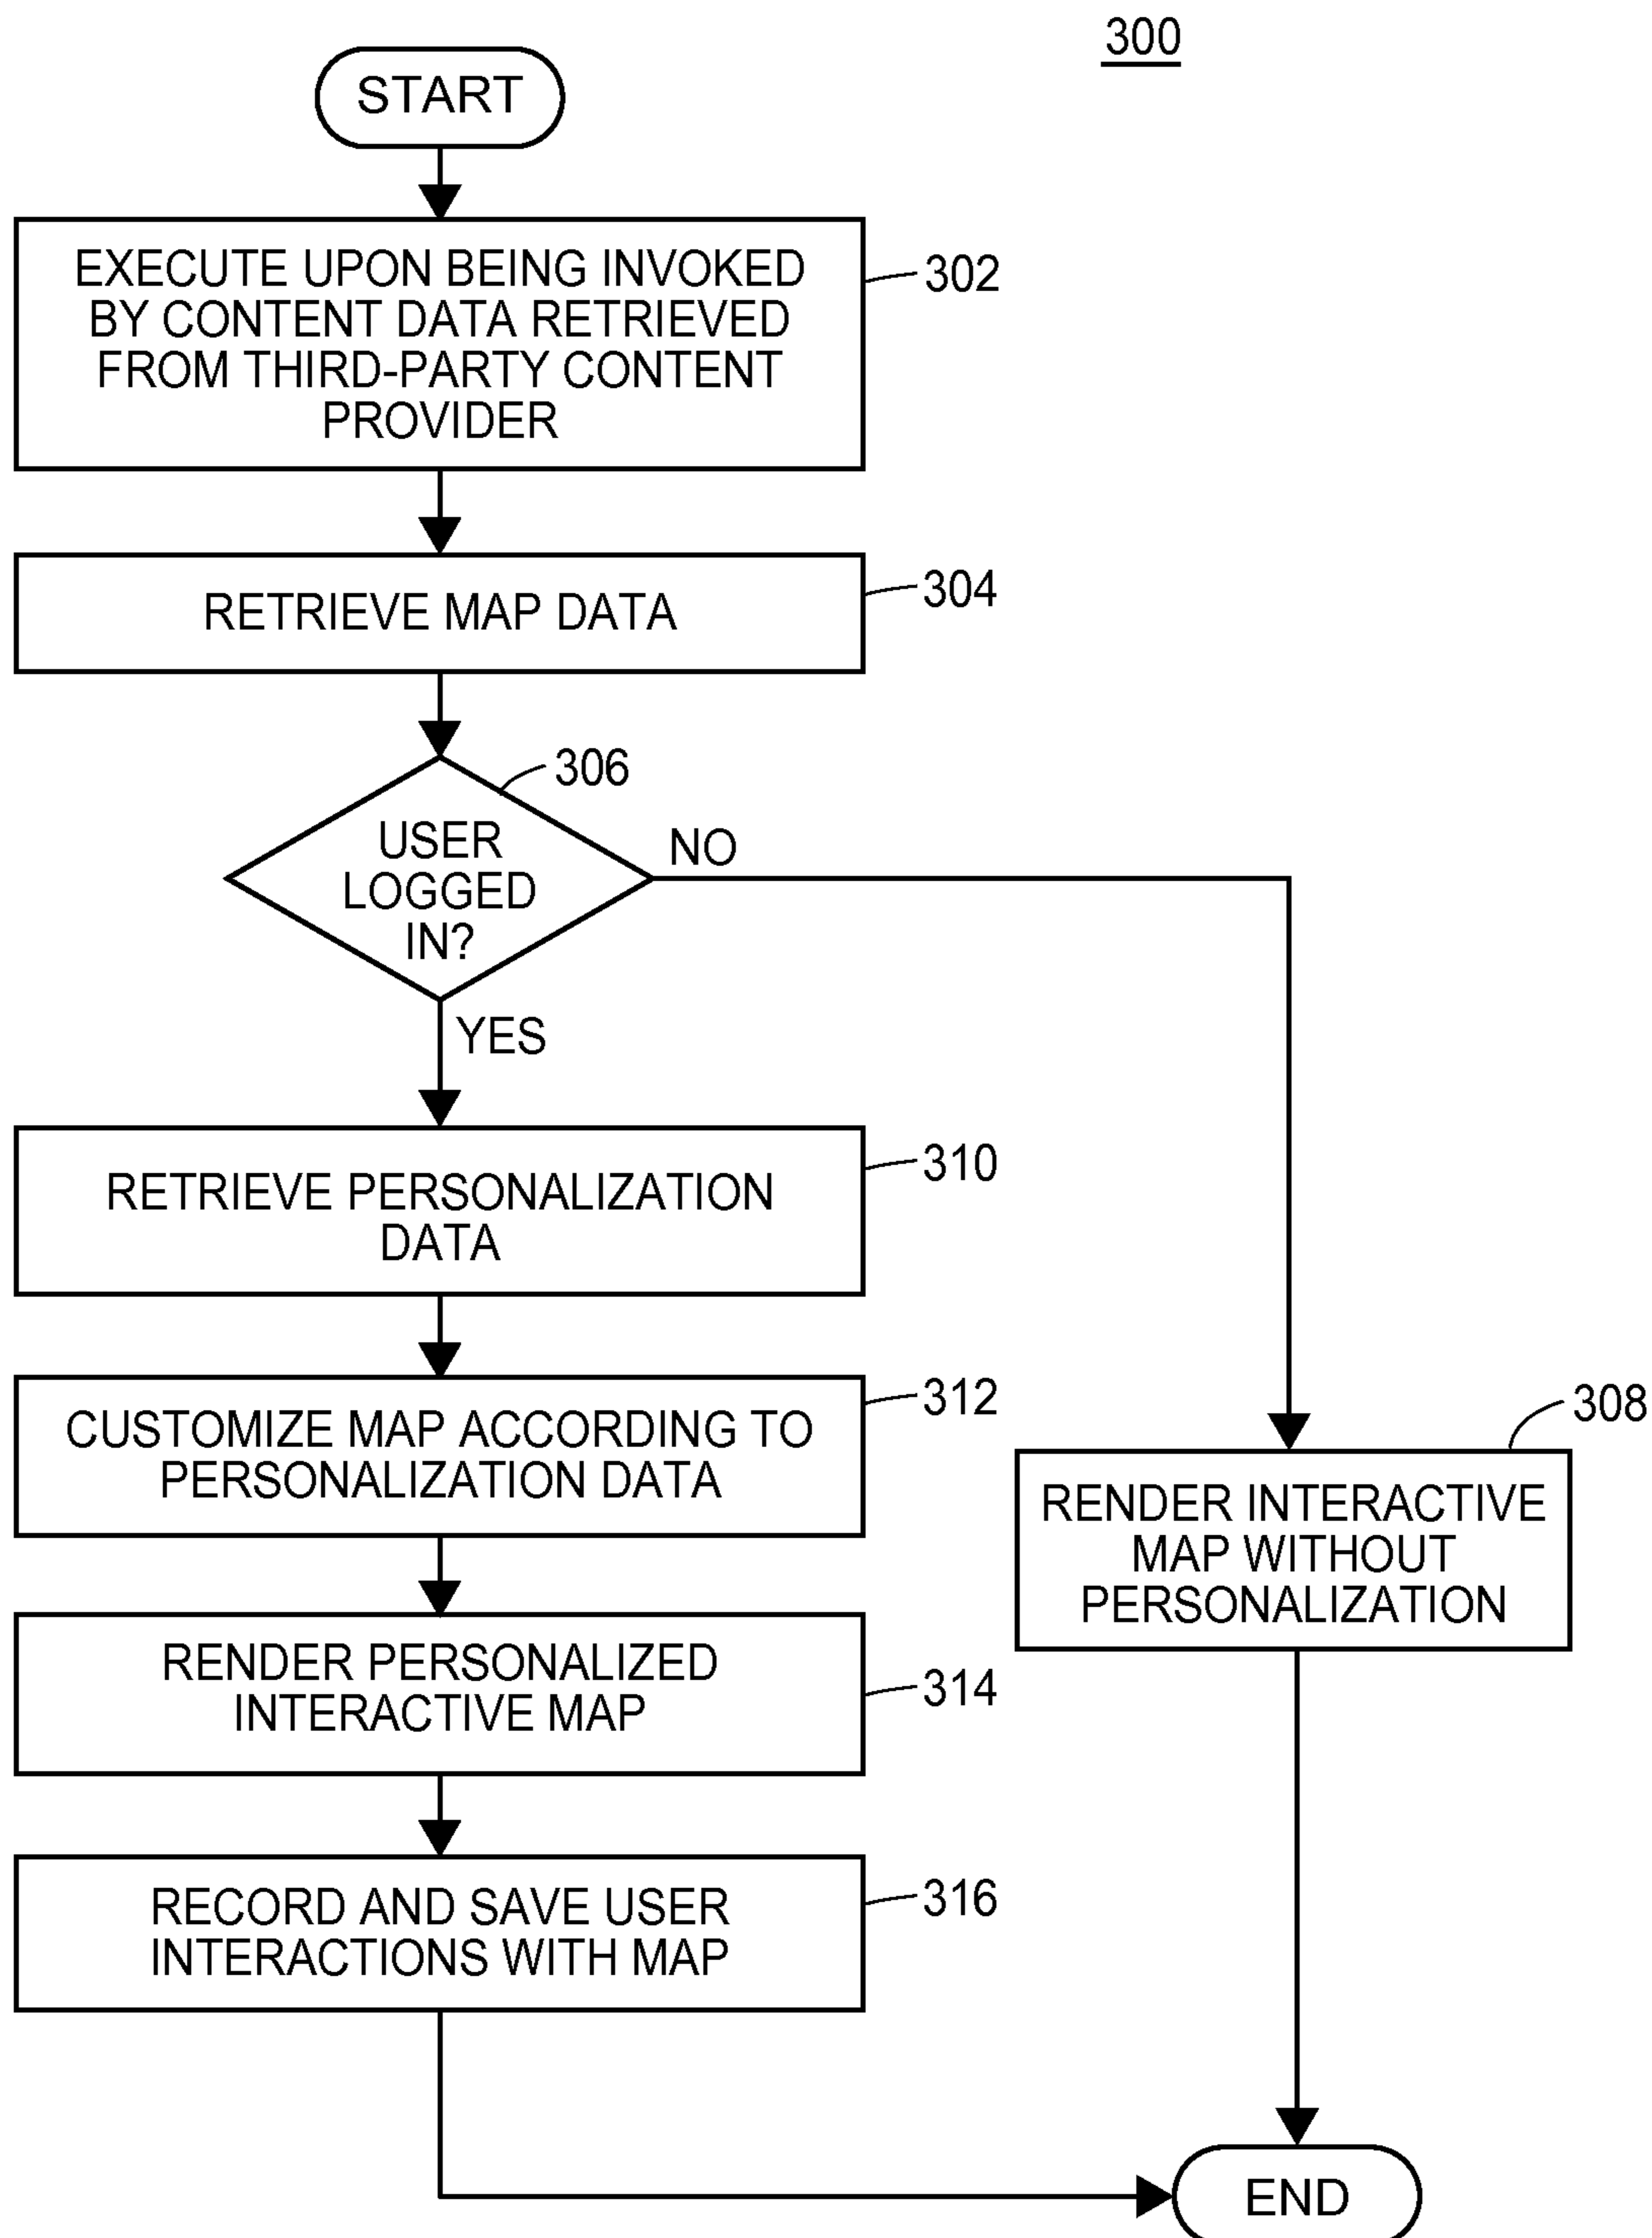 300
START
EXECUTE UPON BEING INVOKED
BY CONTENT DATA RETRIEVED
FROM THIRD-PARTY CONTENT
PROVIDER
302
RETRIEVE MAP DATA
304
306
USER
LOGGED
IN?
NO
YES
RETRIEVE PERSONALIZATION
DATA
310
CUSTOMIZE MAP ACCORDING TO
PERSONALIZATION DATA
312
308
RENDER INTERACTIVE
MAP WITHOUT
PERSONALIZATION
RENDER PERSONALIZED
INTERACTIVE MAP
314
RECORD AND SAVE USER
INTERACTIONS WITH MAP
316
END